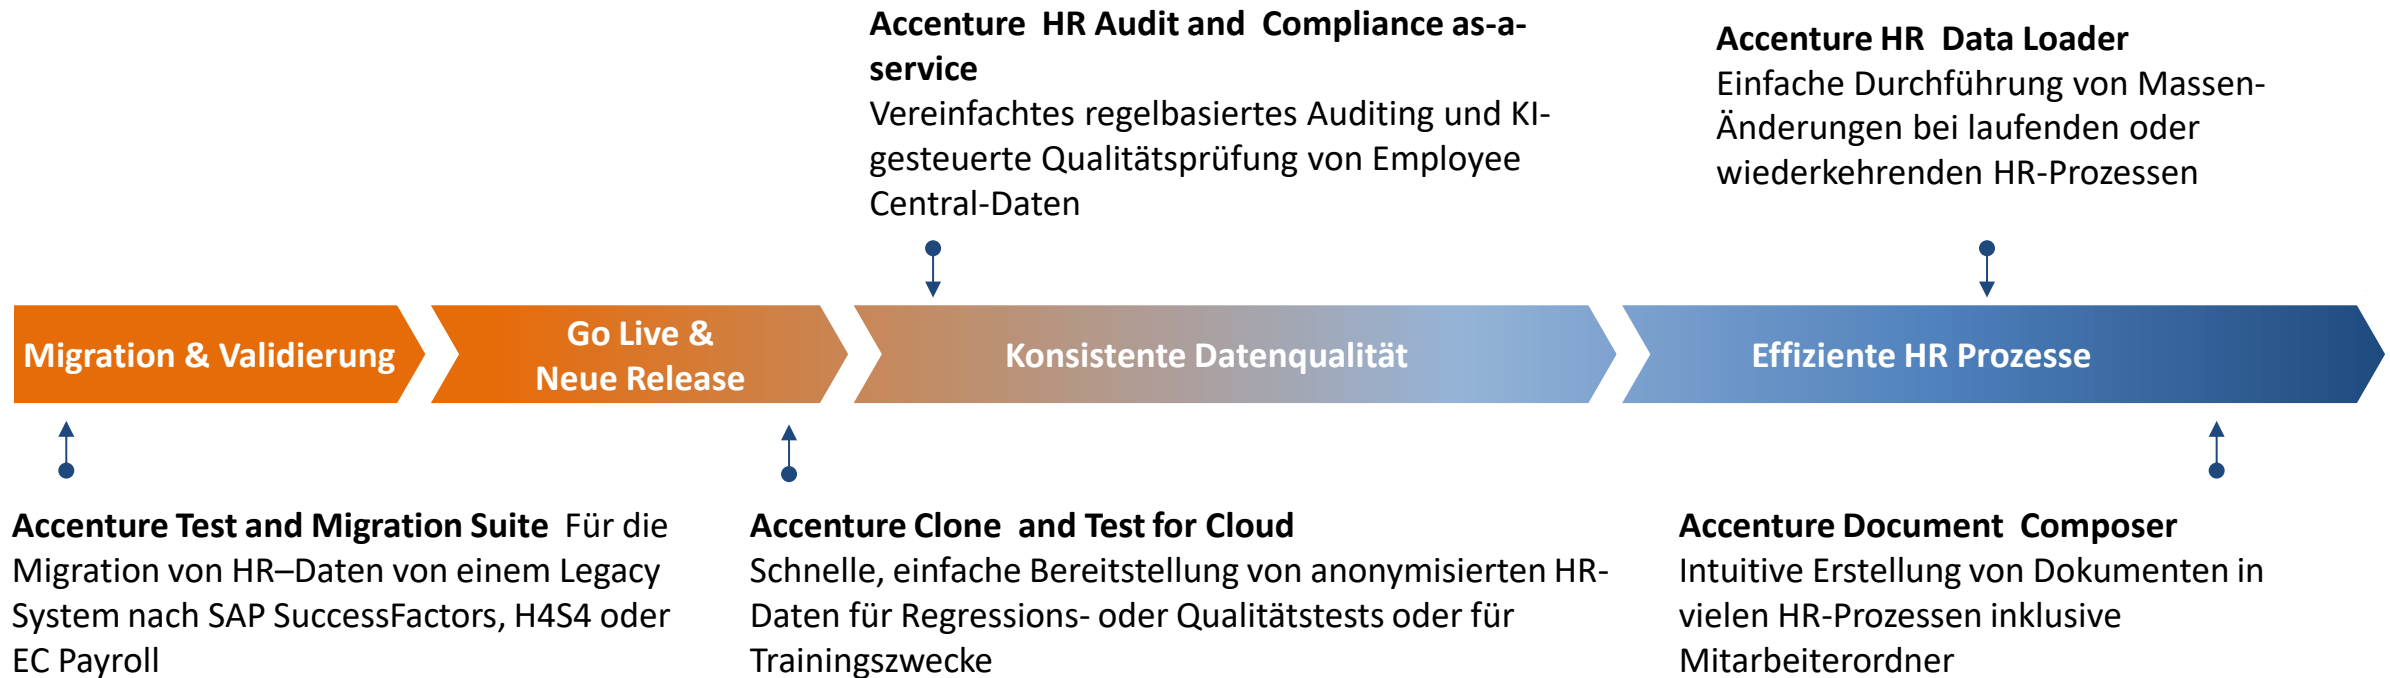 Accenture HR Audit and Compliance as-a-
service
Vereinfachtes regelbasiertes Auditing und KI-
gesteuerte Qualitätsprüfung von Employee
Central-Daten
Accenture HR Data Loader
Einfache Durchführung von Massen-
Änderungen bei laufenden oder
wiederkehrenden HR-Prozessen
Migration & Validierung
Go Live &
Neue Release
Konsistente Datenqualität
Effiziente HR Prozesse
Accenture Test and Migration Suite Für die
Migration von HR–Daten von einem Legacy
System nach SAP SuccessFactors, H4S4 oder
EC Payroll
Accenture Clone and Test for Cloud
Schnelle, einfache Bereitstellung von anonymisierten HR-
Daten für Regressions- oder Qualitätstests oder für
Trainingszwecke
Accenture Document Composer
Intuitive Erstellung von Dokumenten in
vielen HR-Prozessen inklusive
Mitarbeiterordner